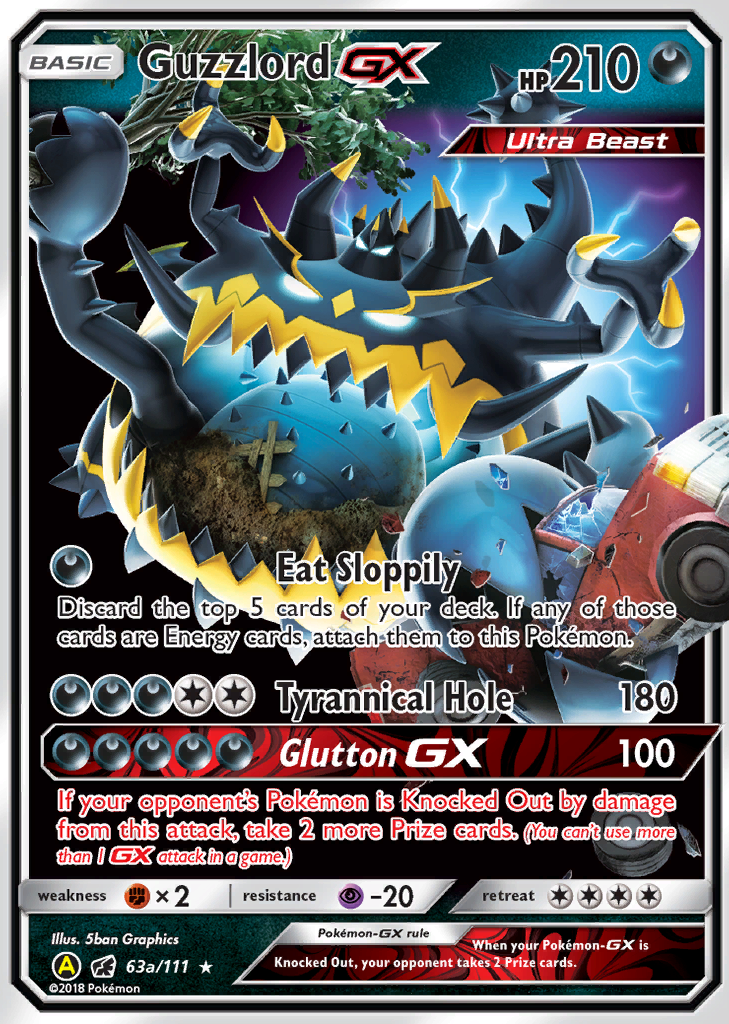 BASIC Guzzlord GX HP 210
Ultra Beast
Eat Sloppily
Discard the top 5 cards of your deck. If any of those
cards are Energy cards, attach them to this Pokémon.
Tyrannical Hole 180
Glutton GX 100
If your opponent's Pokémon is Knocked Out by damage
from this attack, take 2 more Prize cards. (You can't use more
than 1 GX attack in a game.)
weakness ×2 resistance -20 retreat
Illus. 5ban Graphics
Pokémon-GX rule
When your Pokémon-GX is
Knocked Out, your opponent takes 2 Prize cards.
A 63a/111
©2018 Pokémon